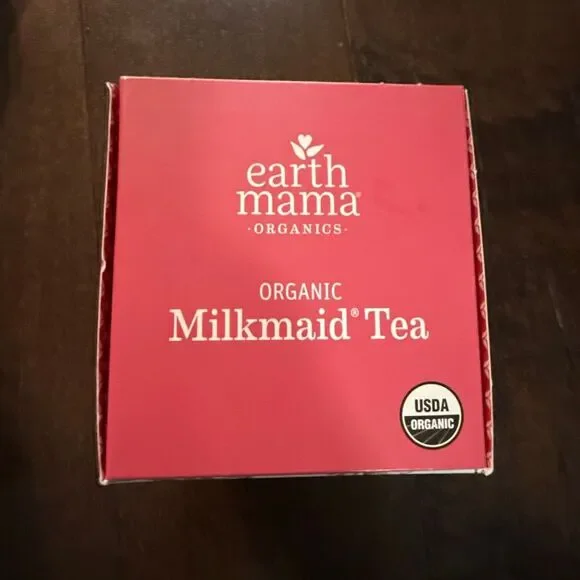 earth
mama®
·ORGANICS·
ORGANIC
Milkmaid® Tea
USDA
ORGANIC